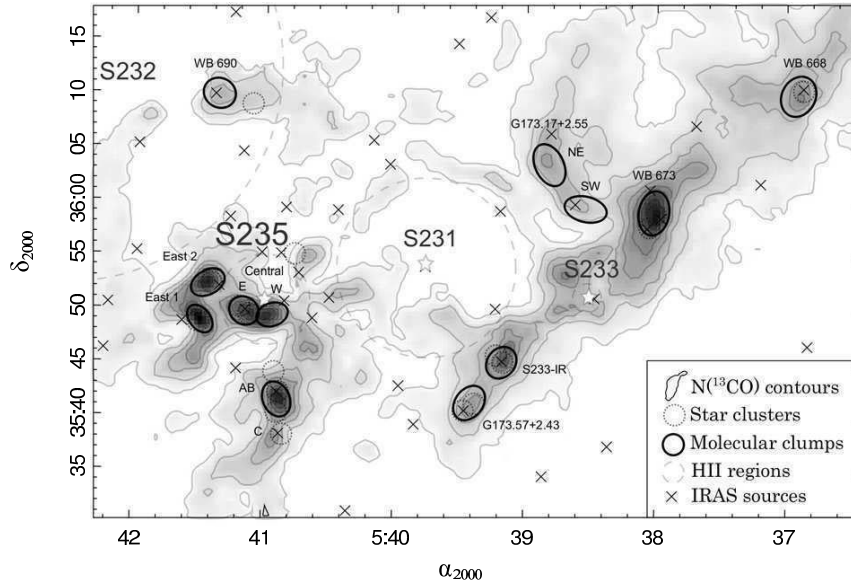 15
10
05
36:00
55
50
45
35:40
35
δ2000
S232
WB 690
WB 668
G173.17+2.55
NE
SW
WB 673
S235
S231
S233
East 2
Central
East 1
E
W
AB
C
S233-IR
G173.57+2.43
N(¹³CO) contours
Star clusters
Molecular clumps
HII regions
IRAS sources
42
41
5:40
39
38
37
α2000